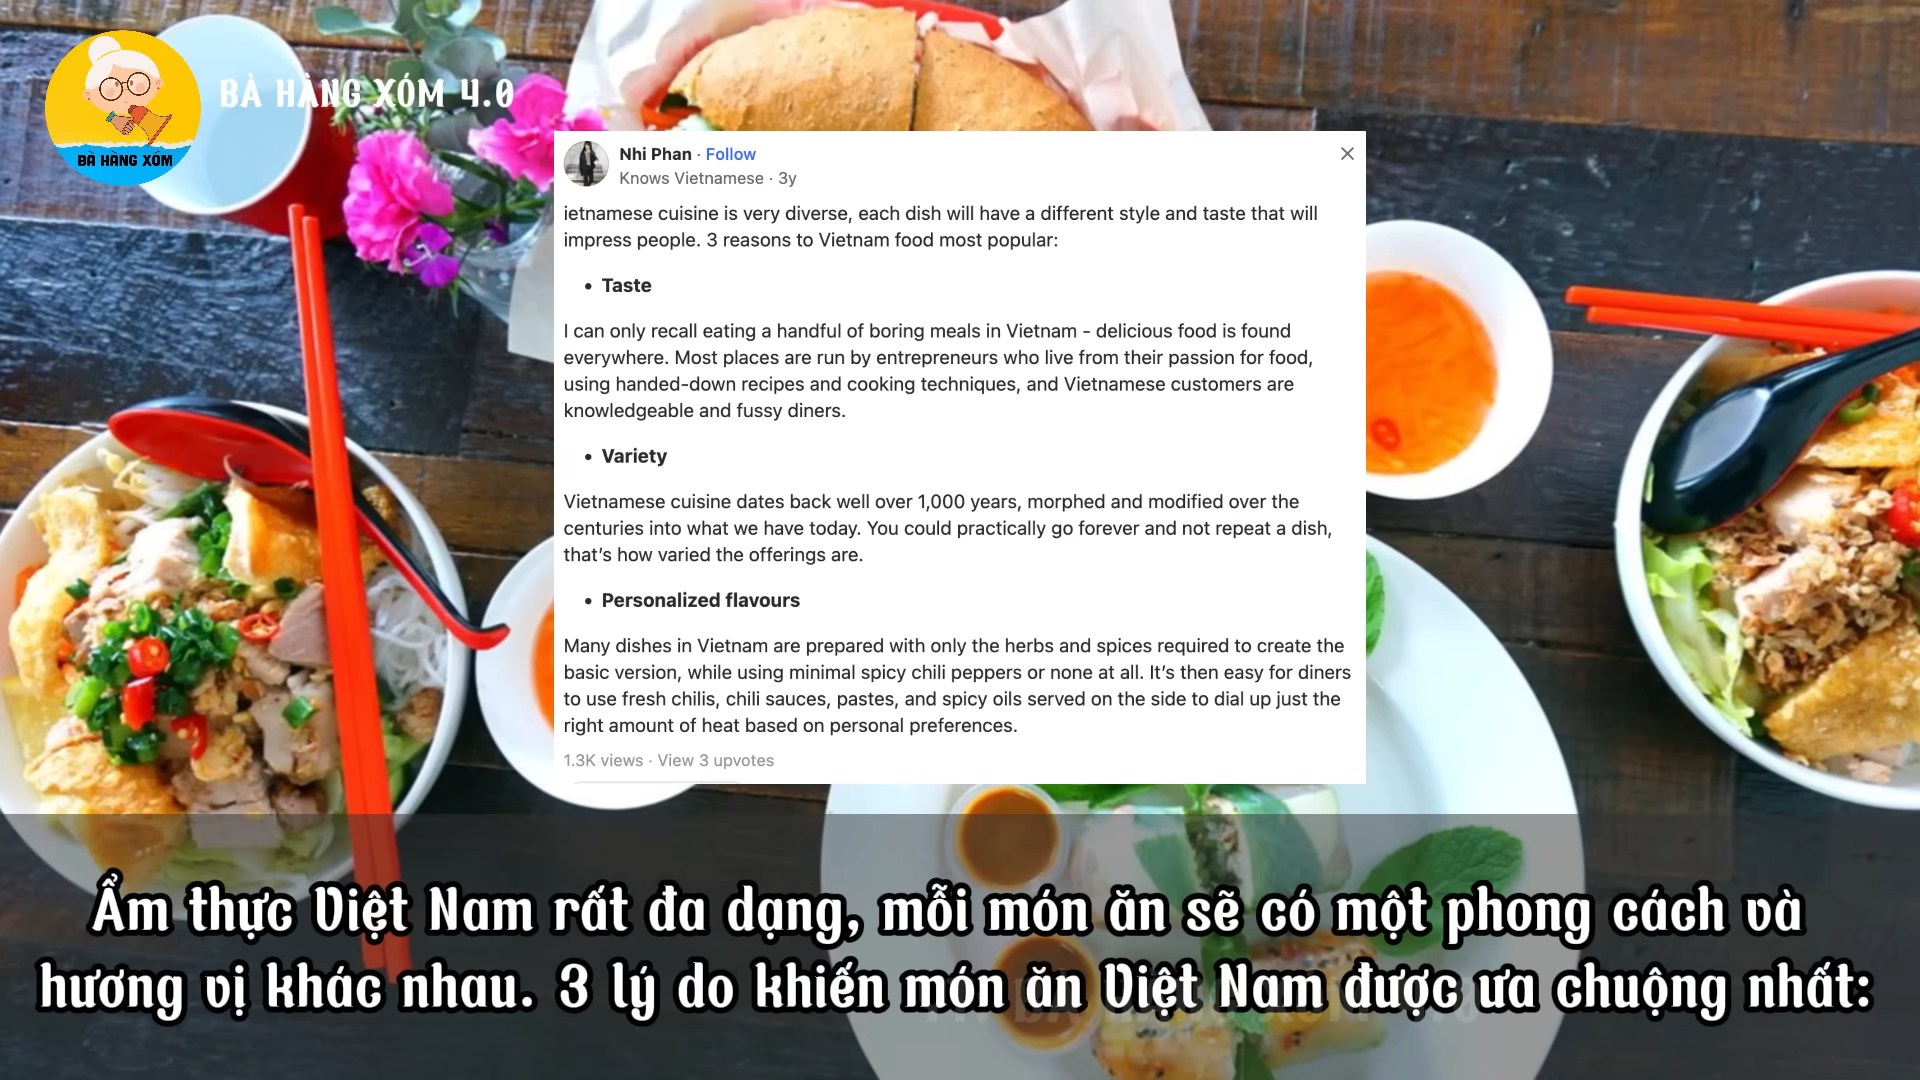 BÀ HÀNG XÓM 4.0
BÀ HÀNG XÓM
Nhi Phan · Follow
Knows Vietnamese · 3y
ietnamese cuisine is very diverse, each dish will have a different style and taste that will
impress people. 3 reasons to Vietnam food most popular:
• Taste
I can only recall eating a handful of boring meals in Vietnam - delicious food is found
everywhere. Most places are run by entrepreneurs who live from their passion for food,
using handed-down recipes and cooking techniques, and Vietnamese customers are
knowledgeable and fussy diners.
• Variety
Vietnamese cuisine dates back well over 1,000 years, morphed and modified over the
centuries into what we have today. You could practically go forever and not repeat a dish,
that’s how varied the offerings are.
• Personalized flavours
Many dishes in Vietnam are prepared with only the herbs and spices required to create the
basic version, while using minimal spicy chili peppers or none at all. It’s then easy for diners
to use fresh chilis, chili sauces, pastes, and spicy oils served on the side to dial up just the
right amount of heat based on personal preferences.
1.3K views · View 3 upvotes
Ẩm thực Việt Nam rất đa dạng, mỗi món ăn sẽ có một phong cách và
hương vị khác nhau. 3 lý do khiến món ăn Việt Nam được ưa chuộng nhất: